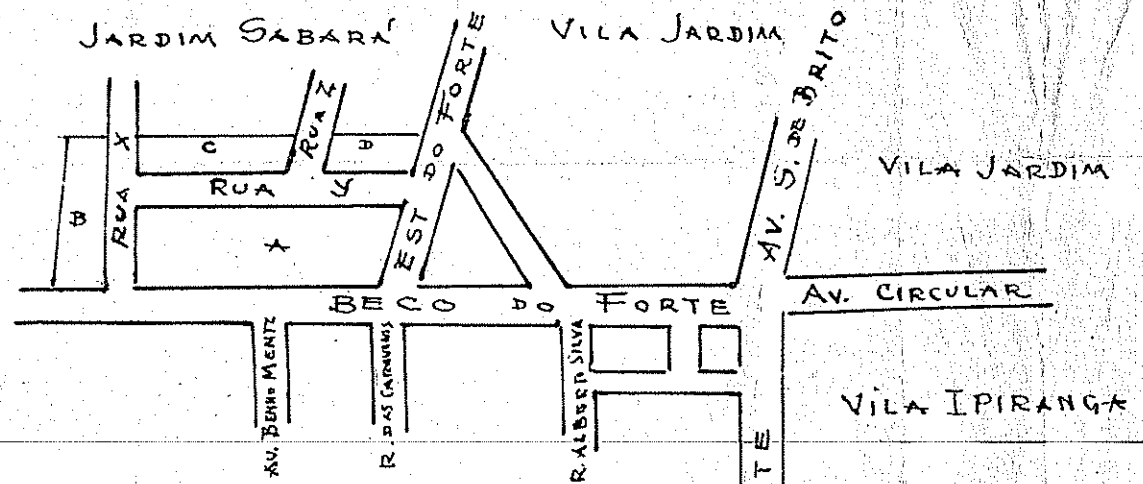 JARDIM SABARÁ
VILA JARDIM
EST DO FORTE
AV. S. DE BRITO
RUA X
RUA Z
C
D
B
RUA Y
A
VILA JARDIM
BECO DO FORTE
AV. CIRCULAR
AV. BENNO MENTZ
R. DAS CARAVELAS
R. ALBERTO SILVA
VILA IPIRANGA
TE